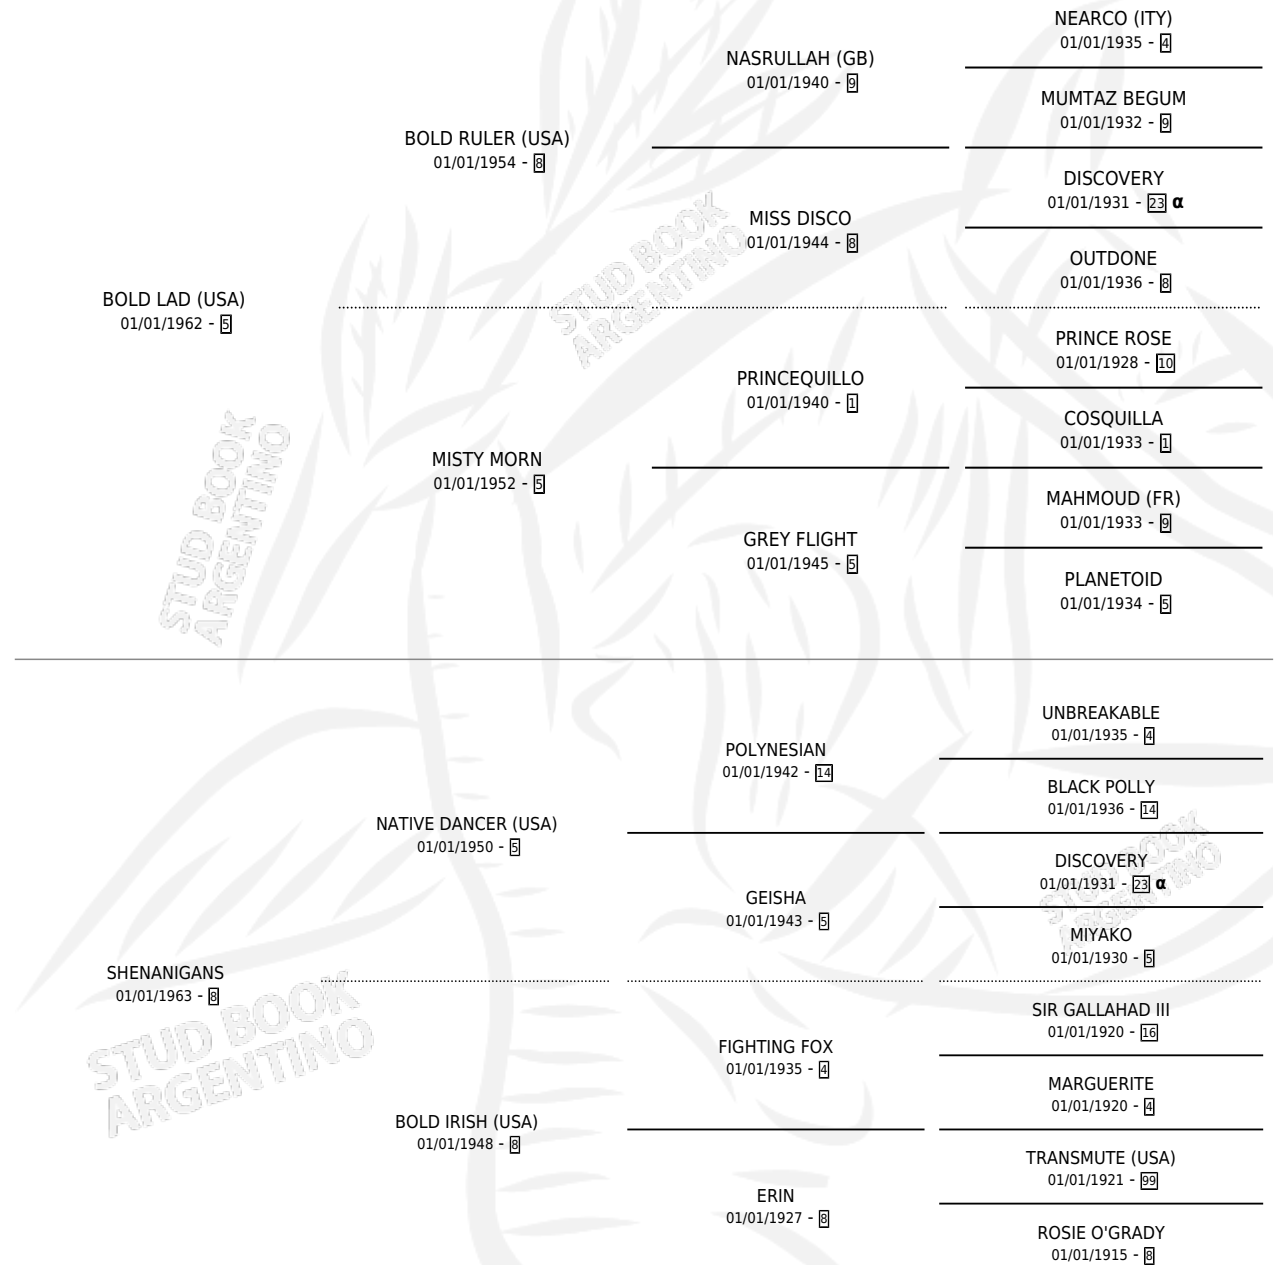 NEARCO (ITY)
01/01/1935 - 4
NASRULLAH (GB)
01/01/1940 - 9
MUMTAZ BEGUM
01/01/1932 - 9
BOLD RULER (USA)
01/01/1954 - 8
DISCOVERY
01/01/1931 - 23 α
MISS DISCO
01/01/1944 - 8
OUTDONE
01/01/1936 - 8
BOLD LAD (USA)
01/01/1962 - 5
PRINCE ROSE
01/01/1928 - 10
PRINCEQUILLO
01/01/1940 - 1
COSQUILLA
01/01/1933 - 1
MISTY MORN
01/01/1952 - 5
MAHMOUD (FR)
01/01/1933 - 9
GREY FLIGHT
01/01/1945 - 5
PLANETOID
01/01/1934 - 5
UNBREAKABLE
01/01/1935 - 4
POLYNESIAN
01/01/1942 - 14
BLACK POLLY
01/01/1936 - 14
NATIVE DANCER (USA)
01/01/1950 - 5
DISCOVERY
01/01/1931 - 23 α
GEISHA
01/01/1943 - 5
MIYAKO
01/01/1930 - 5
SHENANIGANS
01/01/1963 - 8
SIR GALLAHAD III
01/01/1920 - 16
FIGHTING FOX
01/01/1935 - 4
MARGUERITE
01/01/1920 - 4
BOLD IRISH (USA)
01/01/1948 - 8
TRANSMUTE (USA)
01/01/1921 - 99
ERIN
01/01/1927 - 8
ROSIE O'GRADY
01/01/1915 - 8
STUD BOOK
ARGENTINO
STUD BOOK
ARGENTINO
STUD BOOK
ARGENTINO
STUD BOOK
ARGENTINO